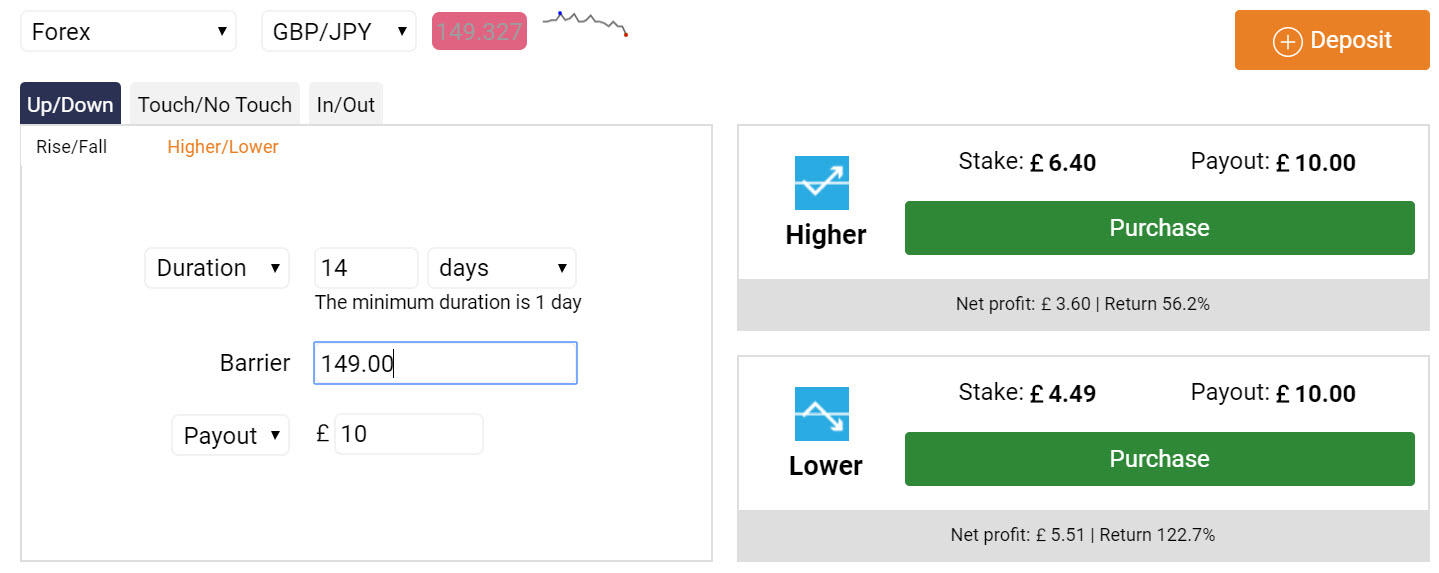 Forex GBP/JPY 149.327
Deposit
Up/Down Touch/No Touch In/Out
Rise/Fall Higher/Lower
Duration 14 days
The minimum duration is 1 day
Barrier 149.00
Payout £ 10
Stake: £ 6.40 Payout: £ 10.00
Purchase
Higher
Net profit: £ 3.60 | Return 56.2%
Stake: £ 4.49 Payout: £ 10.00
Purchase
Lower
Net profit: £ 5.51 | Return 122.7%